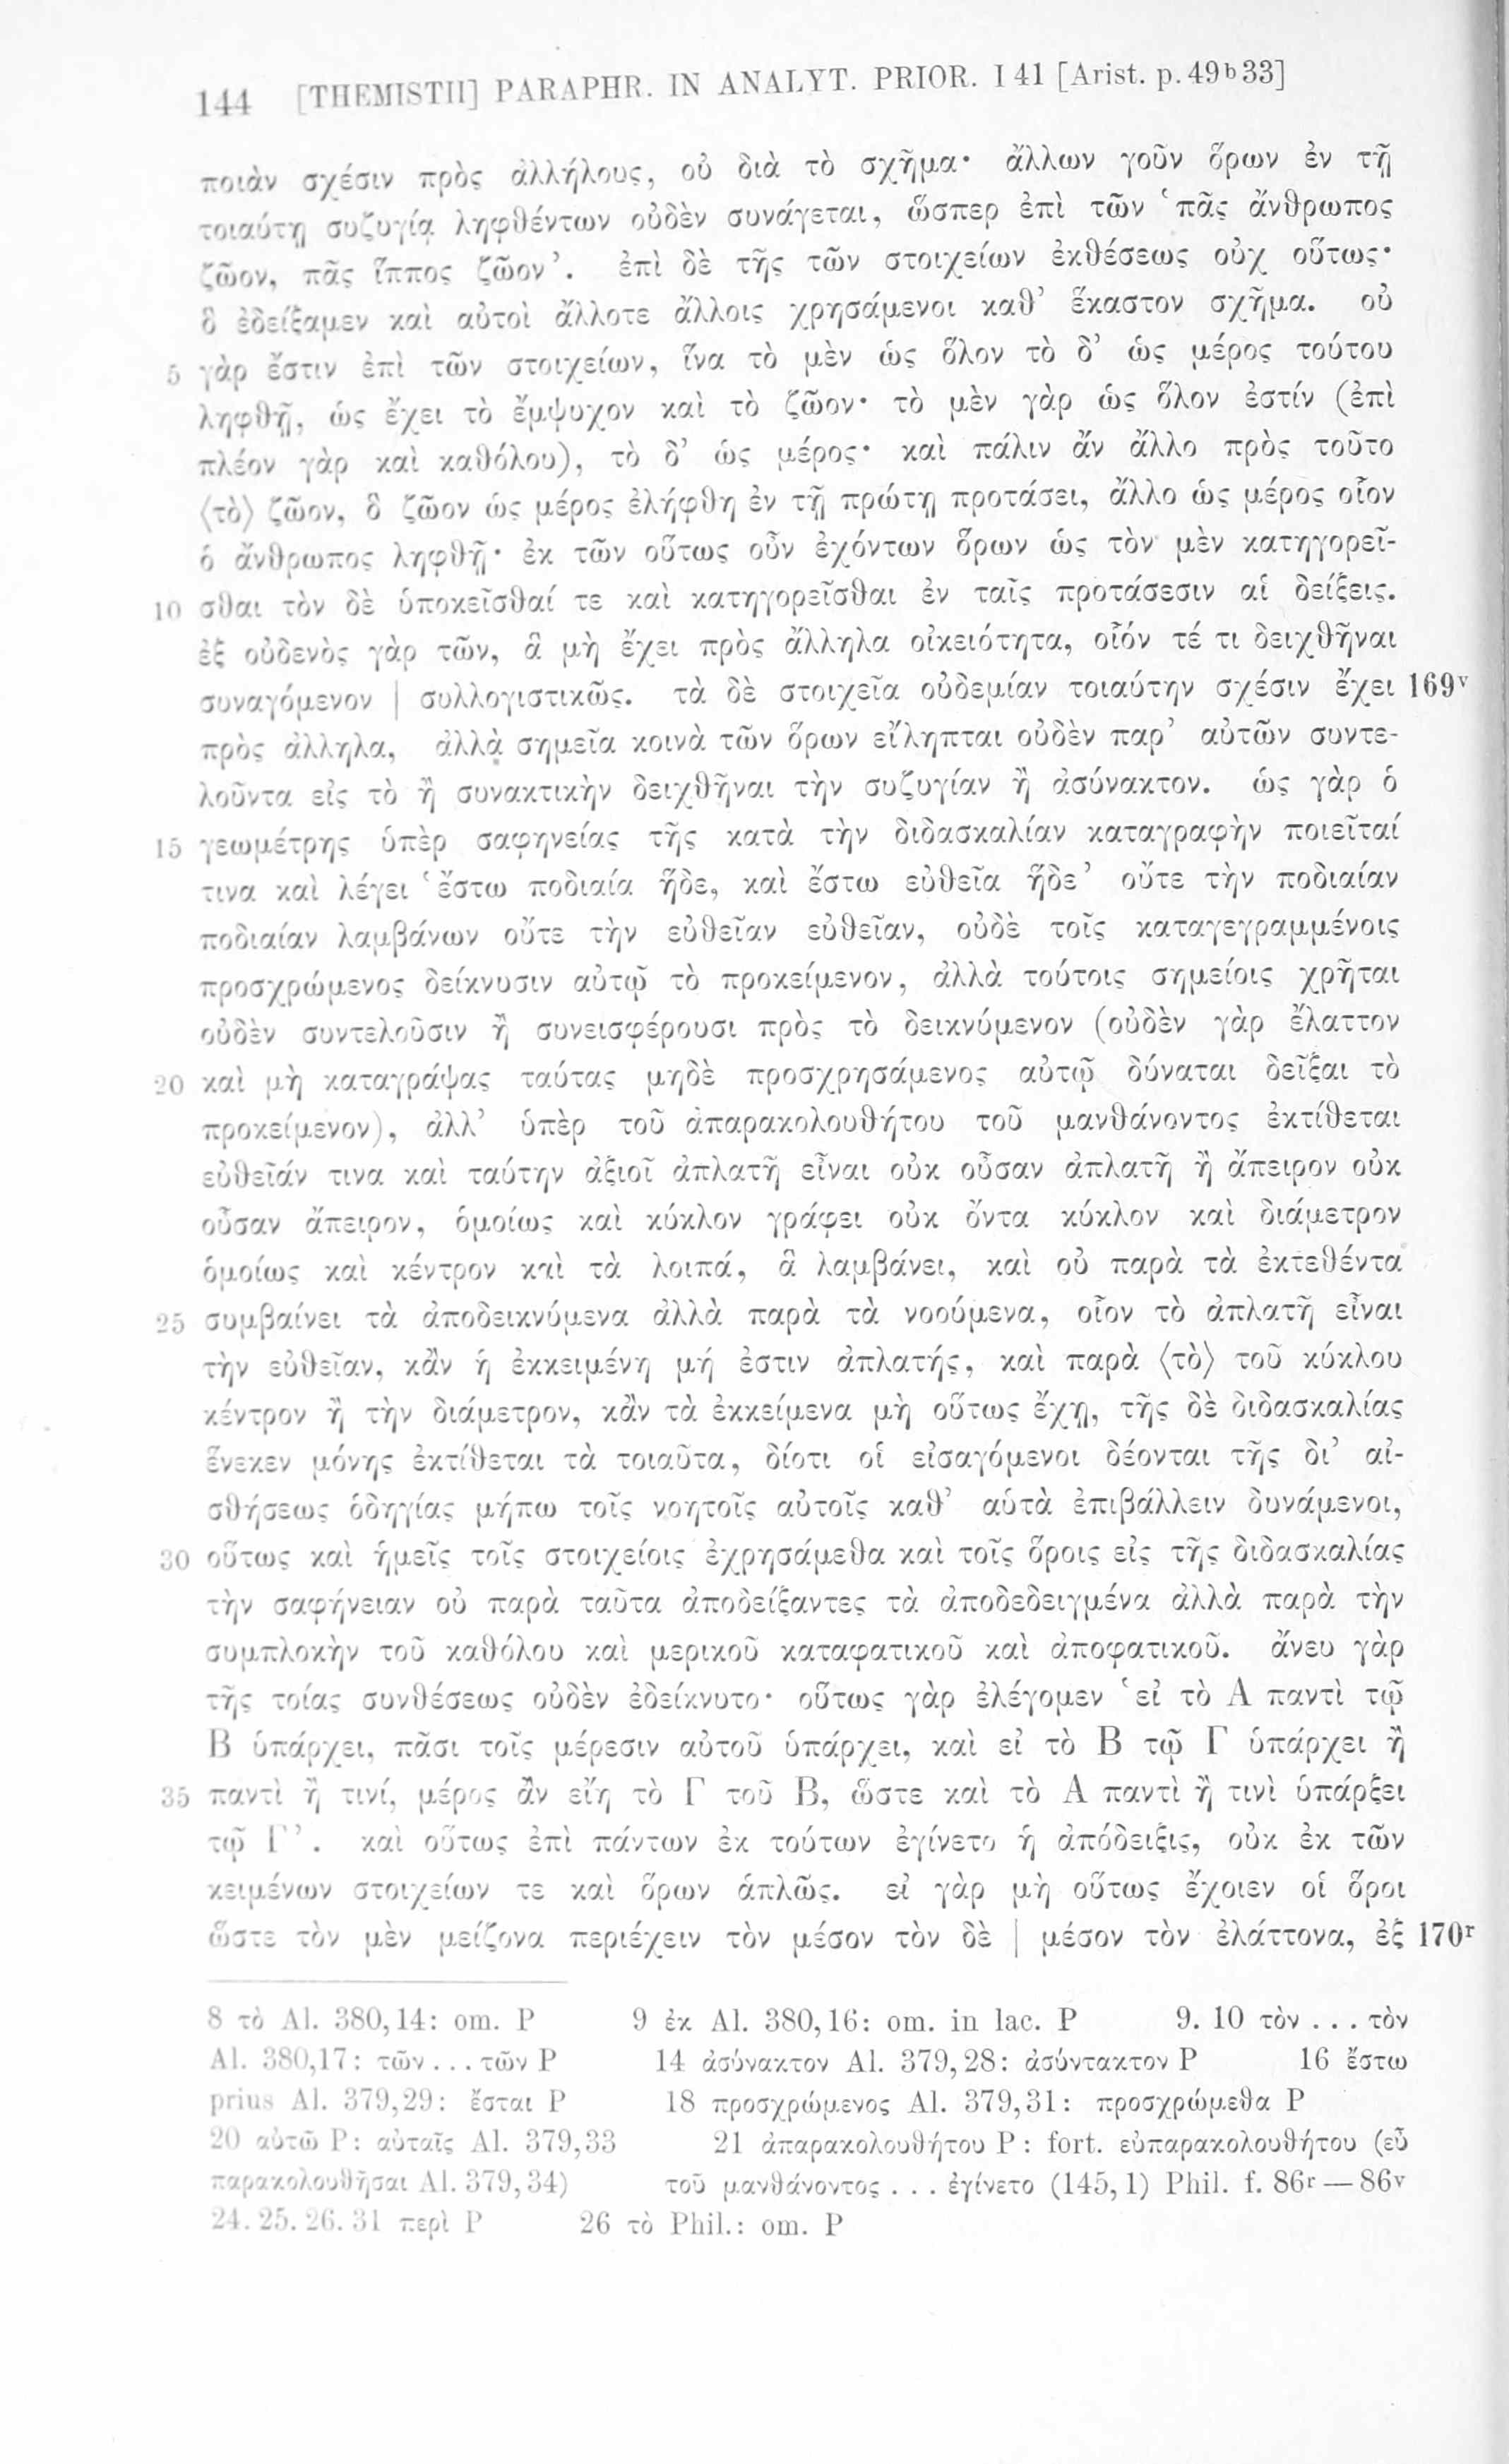 144 [THEMISTII] PARAPHR. IN ANALYT. PRIOR. I 41 [Arist. p. 49b33]
ποιὰν σχέσιν πρὸς ἀλλήλους, οὐ διὰ τὸ σχῆμα· ἄλλων γοῦν ὅρων ἐν τῇ
τοιαύτῃ συζυγίᾳ ληφθέντων οὐδὲν συνάγεται, ὥσπερ ἐπὶ τῶν ‘πᾶς ἄνθρωπος
ζῶον, πᾶς ἵππος ζῶον’. ἐπὶ δὲ τῆς τῶν στοιχείων ἐκθέσεως οὐχ οὕτως·
ὃ ἐδείξαμεν καὶ αὐτοὶ ἄλλοτε ἄλλοις χρησάμενοι καθ’ ἕκαστον σχῆμα. οὐ
5 γὰρ ἔστιν ἐπὶ τῶν στοιχείων, ἵνα τὸ μὲν ὡς ὅλον τὸ δ’ ὡς μέρος τούτου
ληφθῇ, ὡς ἔχει τὸ ἔμψυχον καὶ τὸ ζῶον· τὸ μὲν γὰρ ὡς ὅλον ἐστίν (ἐπὶ
πλέον γὰρ καὶ καθόλου), τὸ δ’ ὡς μέρος· καὶ πάλιν ἂν ἄλλο πρὸς τοῦτο
⟨τὸ⟩ ζῶον, ὃ ζῶον ὡς μέρος ἐλήφθη ἐν τῇ πρώτῃ προτάσει, ἄλλο ὡς μέρος οἷον
ὁ ἄνθρωπος ληφθῇ· ἐκ τῶν οὕτως οὖν ἐχόντων ὅρων ὡς τὸν μὲν κατηγορεῖ-
10 σθαι τὸν δὲ ὑποκεῖσθαί τε καὶ κατηγορεῖσθαι ἐν ταῖς προτάσεσιν αἱ δείξεις.
ἐξ οὐδενὸς γὰρ τῶν, ἃ μὴ ἔχει πρὸς ἄλληλα οἰκειότητα, οἷόν τέ τι δειχθῆναι
συναγόμενον | συλλογιστικῶς. τὰ δὲ στοιχεῖα οὐδεμίαν τοιαύτην σχέσιν ἔχει 169v
πρὸς ἄλληλα, ἀλλὰ σημεῖα κοινὰ τῶν ὅρων εἴληπται οὐδὲν παρ’ αὐτῶν συντε-
λοῦντα εἰς τὸ ἢ συνακτικὴν δειχθῆναι τὴν συζυγίαν ἢ ἀσύνακτον. ὡς γὰρ ὁ
15 γεωμέτρης ὑπὲρ σαφηνείας τῆς κατὰ τὴν διδασκαλίαν καταγραφὴν ποιεῖταί
τινα καὶ λέγει ‘ἔστω ποδιαία ἥδε, καὶ ἔστω εὐθεῖα ἥδε’ οὔτε τὴν ποδιαίαν
ποδιαίαν λαμβάνων οὔτε τὴν εὐθεῖαν εὐθεῖαν, οὐδὲ τοῖς καταγεγραμμένοις
προσχρώμενος δείκνυσιν αὐτῷ τὸ προκείμενον, ἀλλὰ τούτοις σημείοις χρῆται
οὐδὲν συντελοῦσιν ἢ συνεισφέρουσι πρὸς τὸ δεικνύμενον (οὐδὲν γὰρ ἔλαττον
20 καὶ μὴ καταγράψας ταύτας μηδὲ προσχρησάμενος αὐτῷ δύναται δεῖξαι τὸ
προκείμενον), ἀλλ’ ὑπὲρ τοῦ ἀπαρακολουθήτου τοῦ μανθάνοντος ἐκτίθεται
εὐθεῖάν τινα καὶ ταύτην ἀξιοῖ ἀπλατῆ εἶναι οὐκ οὖσαν ἀπλατῆ ἢ ἄπειρον οὐκ
οὖσαν ἄπειρον, ὁμοίως καὶ κύκλον γράφει οὐκ ὄντα κύκλον καὶ διάμετρον
ὁμοίως καὶ κέντρον καὶ τὰ λοιπά, ἃ λαμβάνει, καὶ οὐ παρὰ τὰ ἐκτεθέντα
25 συμβαίνει τὰ ἀποδεικνύμενα ἀλλὰ παρὰ τὰ νοούμενα, οἷον τὸ ἀπλατῆ εἶναι
τὴν εὐθεῖαν, κἂν ἡ ἐκκειμένη μή ἐστιν ἀπλατής, καὶ παρὰ ⟨τὸ⟩ τοῦ κύκλου
κέντρον ἢ τὴν διάμετρον, κἂν τὰ ἐκκείμενα μὴ οὕτως ἔχῃ, τῆς δὲ διδασκαλίας
ἕνεκεν μόνης ἐκτίθεται τὰ τοιαῦτα, δίοτι οἱ εἰσαγόμενοι δέονται τῆς δι’ αἰ-
σθήσεως ὁδηγίας μήπω τοῖς νοητοῖς αὐτοῖς καθ’ αὑτὰ ἐπιβάλλειν δυνάμενοι,
30 οὕτως καὶ ἡμεῖς τοῖς στοιχείοις ἐχρησάμεθα καὶ τοῖς ὅροις εἰς τῆς διδασκαλίας
τὴν σαφήνειαν οὐ παρὰ ταῦτα ἀποδείξαντες τὰ ἀποδεδειγμένα ἀλλὰ παρὰ τὴν
συμπλοκὴν τοῦ καθόλου καὶ μερικοῦ καταφατικοῦ καὶ ἀποφατικοῦ. ἄνευ γὰρ
τῆς τοίας συνθέσεως οὐδὲν ἐδείκνυτο· οὕτως γὰρ ἐλέγομεν ‘εἰ τὸ Α παντὶ τῷ
Β ὑπάρχει, πᾶσι τοῖς μέρεσιν αὐτοῦ ὑπάρχει, καὶ εἰ τὸ Β τῷ Γ ὑπάρχει ἢ
35 παντὶ ἢ τινί, μέρος ἂν εἴη τὸ Γ τοῦ Β, ὥστε καὶ τὸ Α παντὶ ἢ τινὶ ὑπάρξει
τῷ Γ’. καὶ οὕτως ἐπὶ πάντων ἐκ τούτων ἐγίνετο ἡ ἀπόδειξις, οὐκ ἐκ τῶν
κειμένων στοιχείων τε καὶ ὅρων ἁπλῶς. εἰ γὰρ μὴ οὕτως ἔχοιεν οἱ ὅροι
ὥστε τὸν μὲν μείζονα περιέχειν τὸν μέσον τὸν δὲ | μέσον τὸν ἐλάττονα, ἐξ 170r
8 τὸ Al. 380,14: om. P 9 ἐκ Al. 380,16: om. in lac. P 9. 10 τὸν . . . τὸν
Al. 380,17: τῶν . . . τῶν P 14 ἀσύνακτον Al. 379,28: ἀσύντακτον P 16 ἔστω
prius Al. 379,29: ἔσται P 18 προσχρώμενος Al. 379,31: προσχρώμεθα P
20 αὐτῶ P: αὐταῖς Al. 379,33 21 ἀπαρακολουθήτου P: fort. εὐπαρακολουθήτου (εὖ
παρακολουθῆσαι Al. 379,34) τοῦ μανθάνοντος . . . ἐγίνετο (145,1) Phil. f. 86r — 86v
24. 25. 26. 31 περὶ P 26 τὸ Phil.: om. P